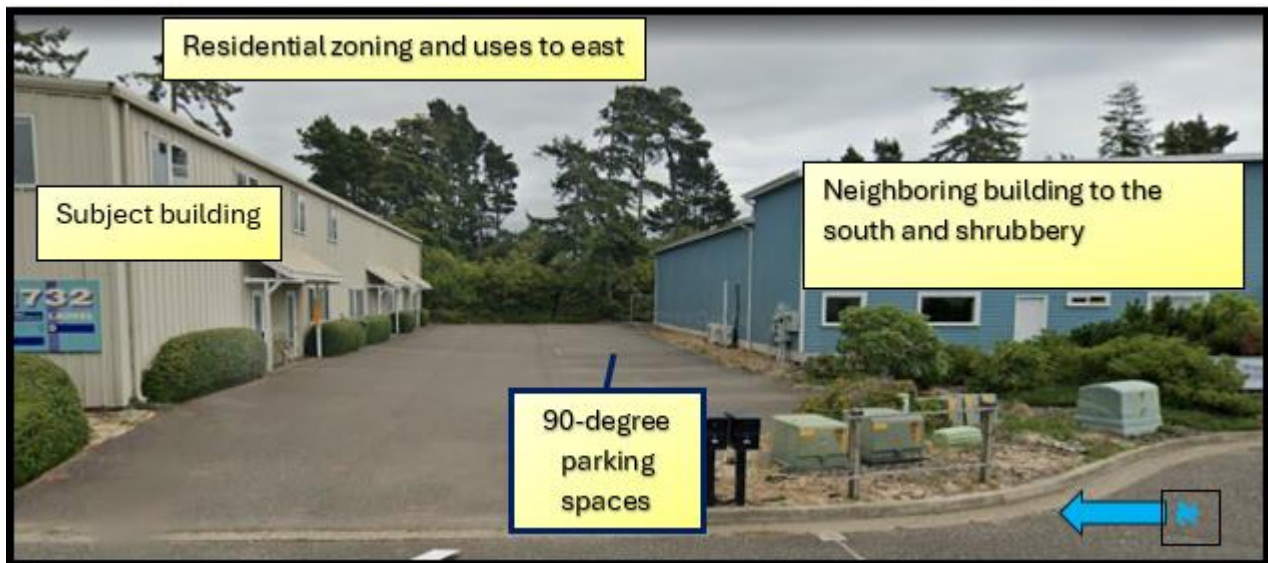 Residential zoning and uses to east
Subject building
Neighboring building to the
south and shrubbery
732
90-degree
parking
spaces
N